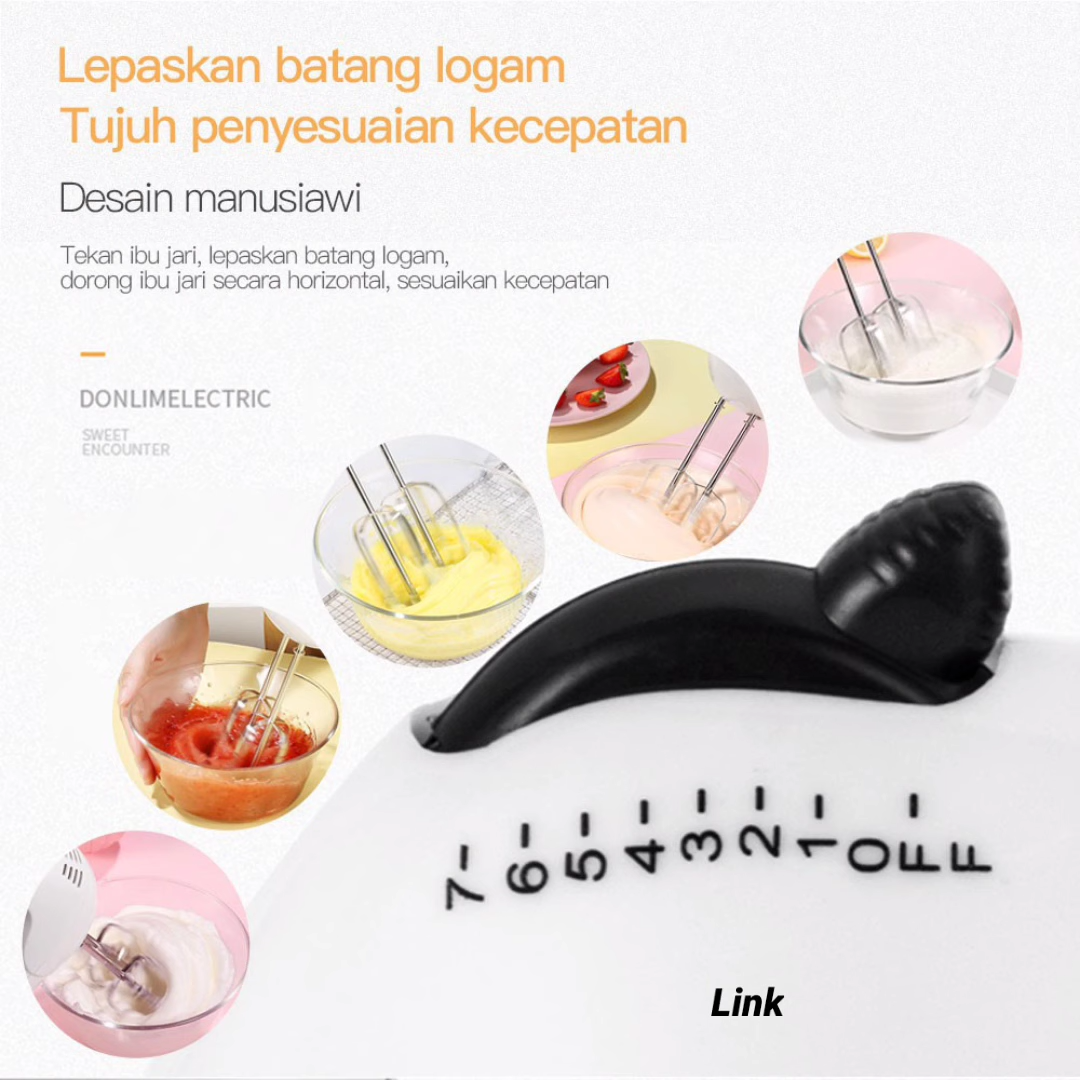 Lepaskan batang logam
Tujuh penyesuaian kecepatan
Desain manusiawi
Tekan ibu jari, lepaskan batang logam,
dorong ibu jari secara horizontal, sesuaikan kecepatan
DONLIMELECTRIC
SWEET
ENCOUNTER
7 6 5 4 3 2 1 OFF
Link